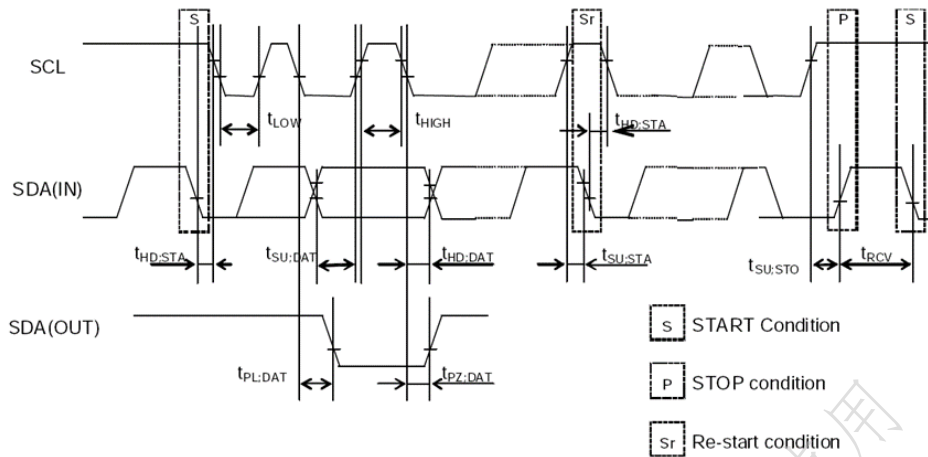 S Sr P S
SCL
tLOW tHIGH tHD:STA
SDA(IN)
tHD:STA tSU:DAT tHD:DAT tSU:STA tSU:STO tRCV
SDA(OUT)
tPL:DAT tPZ:DAT
S START Condition
P STOP condition
Sr Re-start condition
用